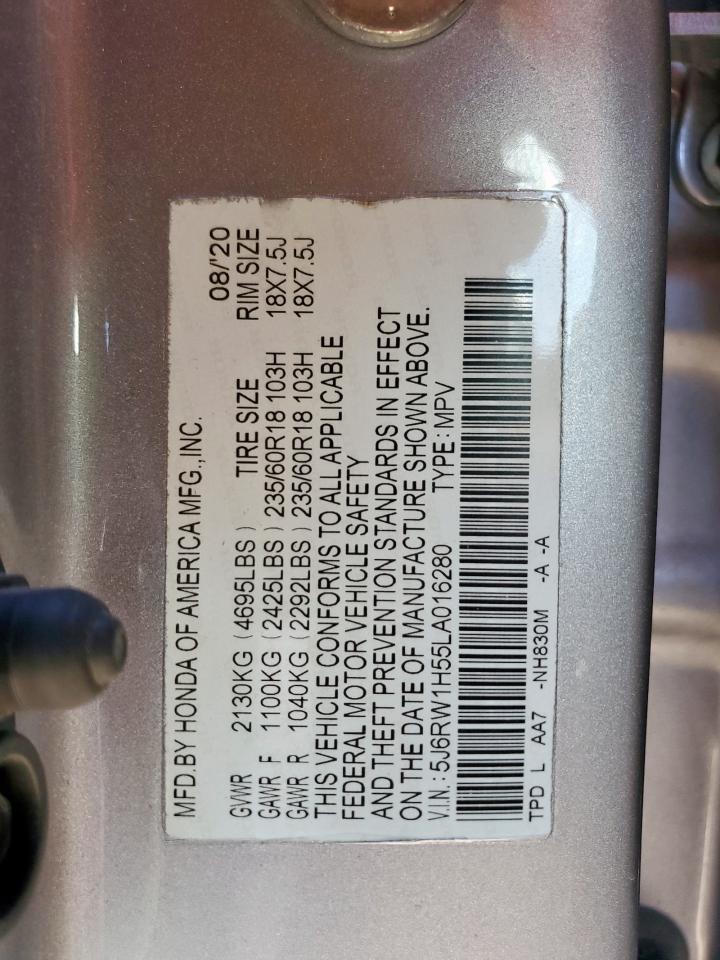 08/'20
MFD.BY HONDA OF AMERICA MFG.,INC.
GVWR 2130KG (4695LBS) TIRE SIZE RIM SIZE
GAWR F 1100KG (2425LBS) 235/60R18 103H 18X7.5J
GAWR R 1040KG (2292LBS) 235/60R18 103H 18X7.5J
THIS VEHICLE CONFORMS TO ALL APPLICABLE
FEDERAL MOTOR VEHICLE SAFETY
AND THEFT PREVENTION STANDARDS IN EFFECT
ON THE DATE OF MANUFACTURE SHOWN ABOVE.
V.I.N.: 5J6RW1H55LA016280 TYPE: MPV
TPD L AA7 -NH830M -A -A